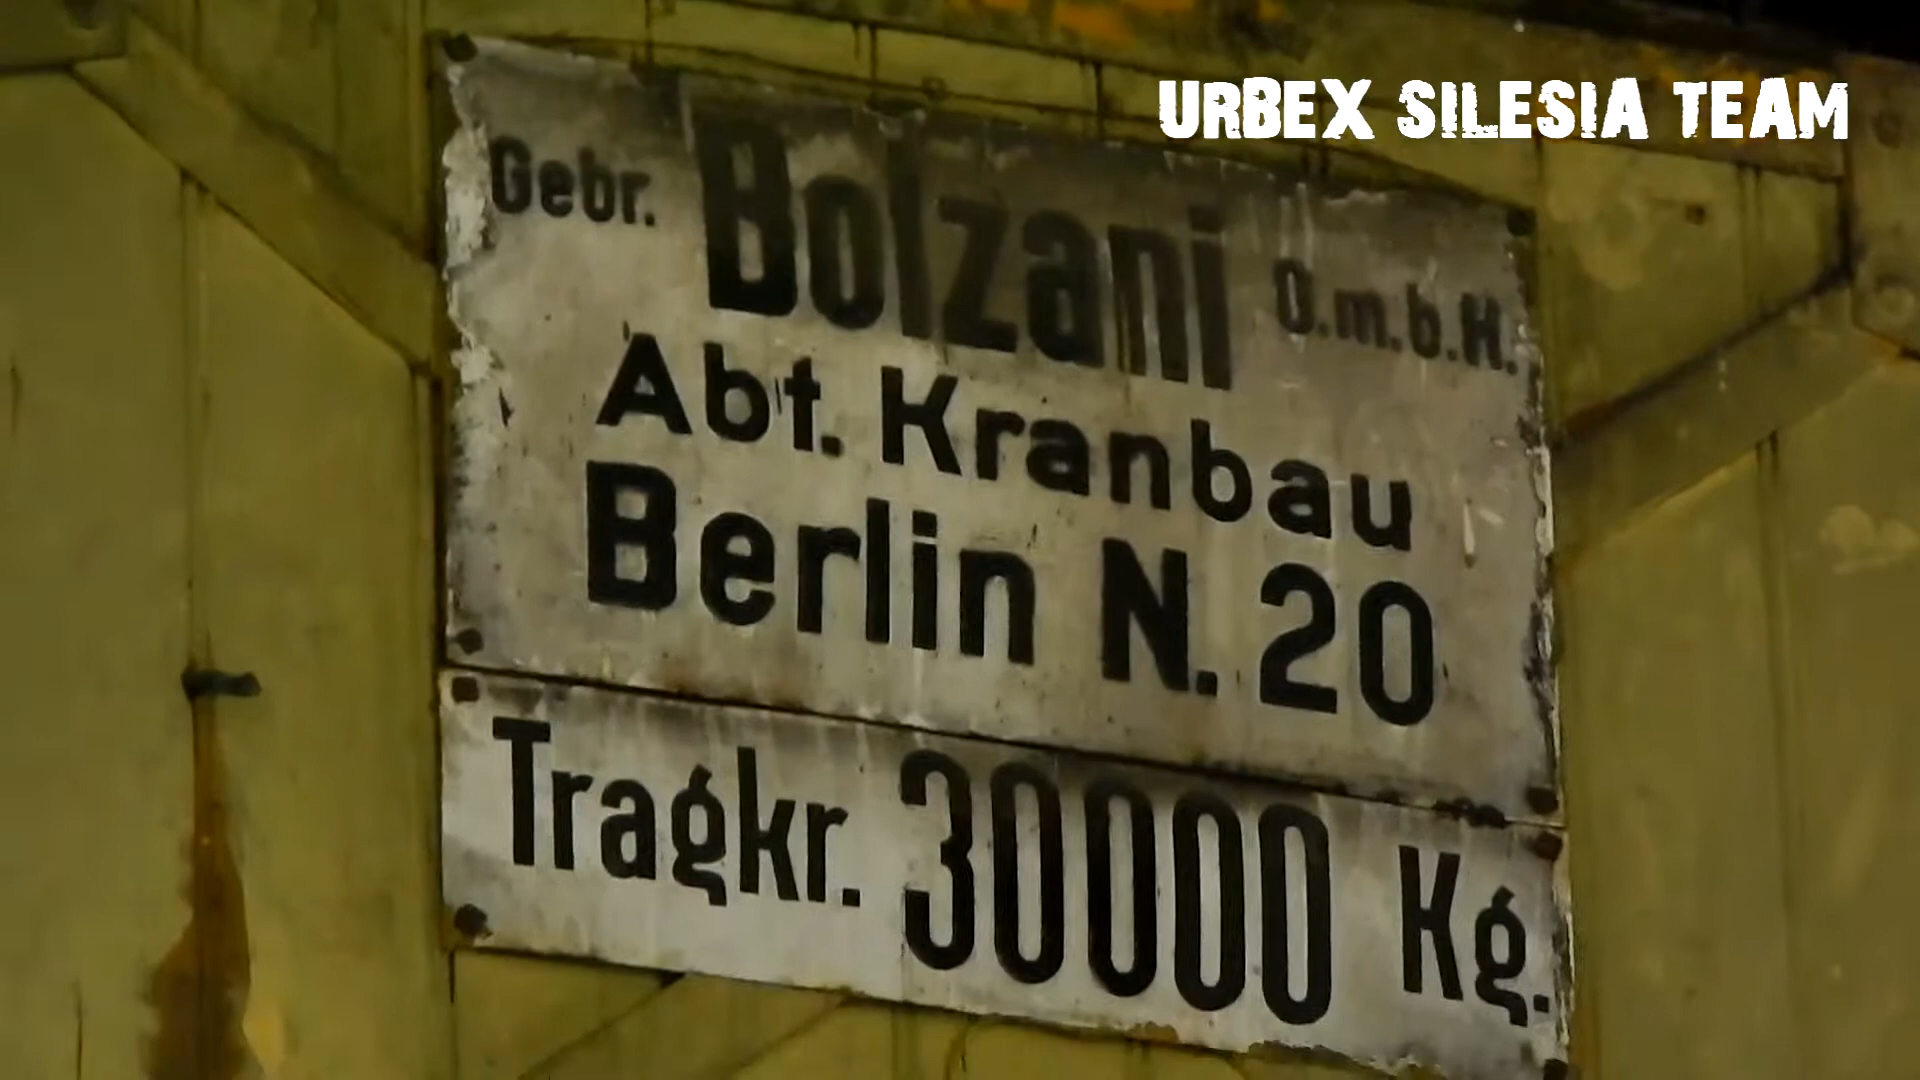 URBEX SILESIA TEAM
Gebr. Bolzani G.m.b.H.
Abt. Kranbau
Berlin N. 20
Tragkr. 30000 Kg.